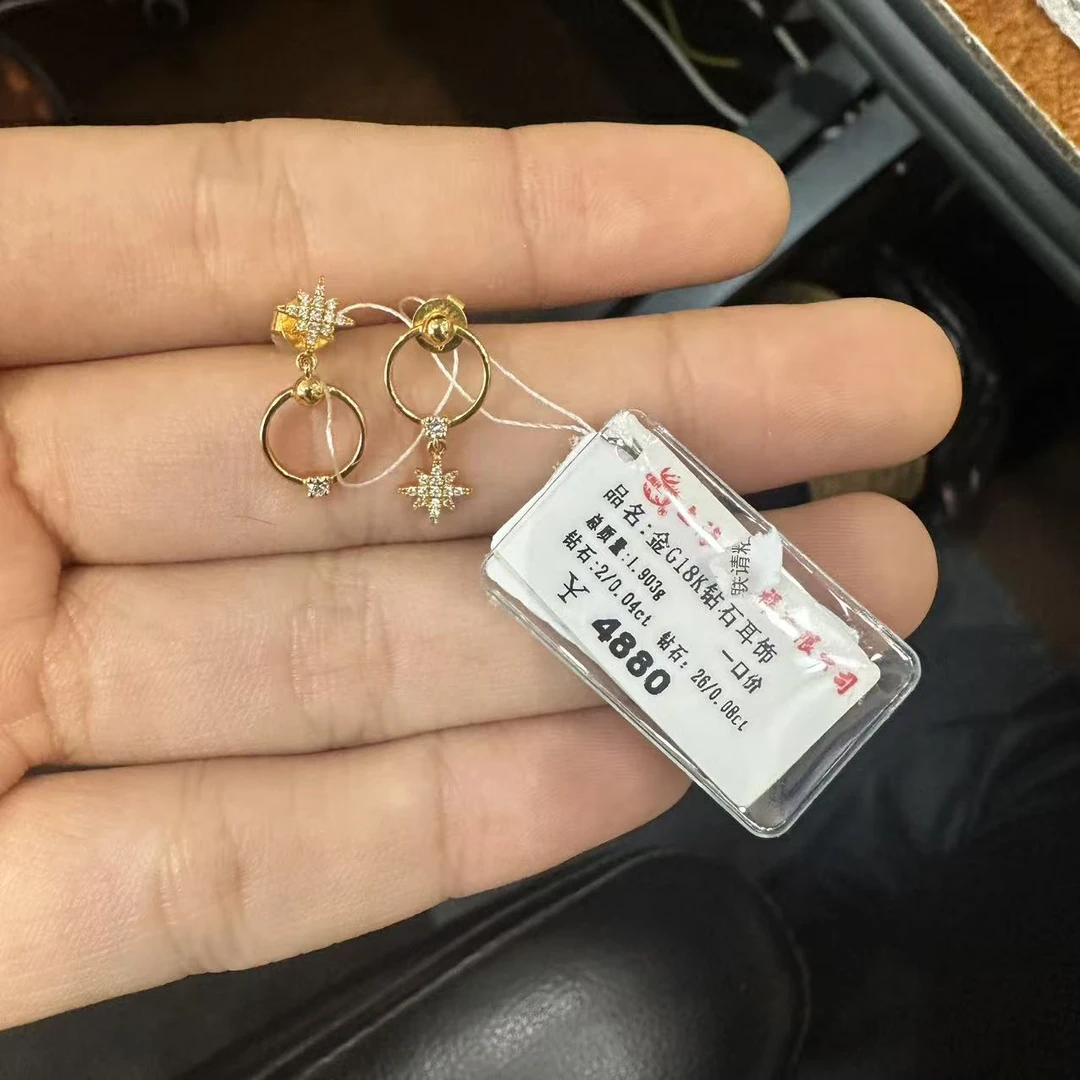 品名:金G18K钻石耳饰
总质量:1.903g 一口价
钻石:2/0.04ct 钻石:26/0.08ct
4880